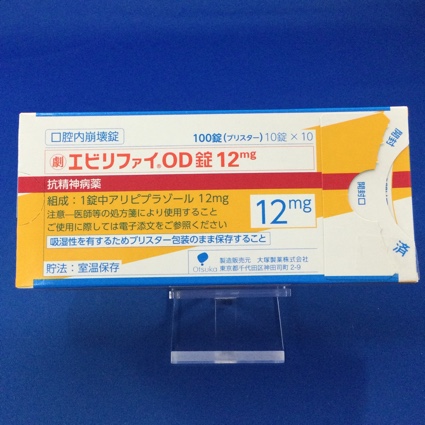 口腔内崩壊錠
100錠(ブリスター)10錠×10
劇 エビリファイ®OD錠 12mg
抗精神病薬
組成:1錠中アリピプラゾール 12mg
注意−医師等の処方箋により使用すること
ご使用に際しては電子添文をご参照ください
12mg
吸湿性を有するためブリスター包装のまま保存すること
貯法:室温保存
Otsuka
製造販売元 大塚製薬株式会社
東京都千代田区神田司町2-9
開封
開封口
済